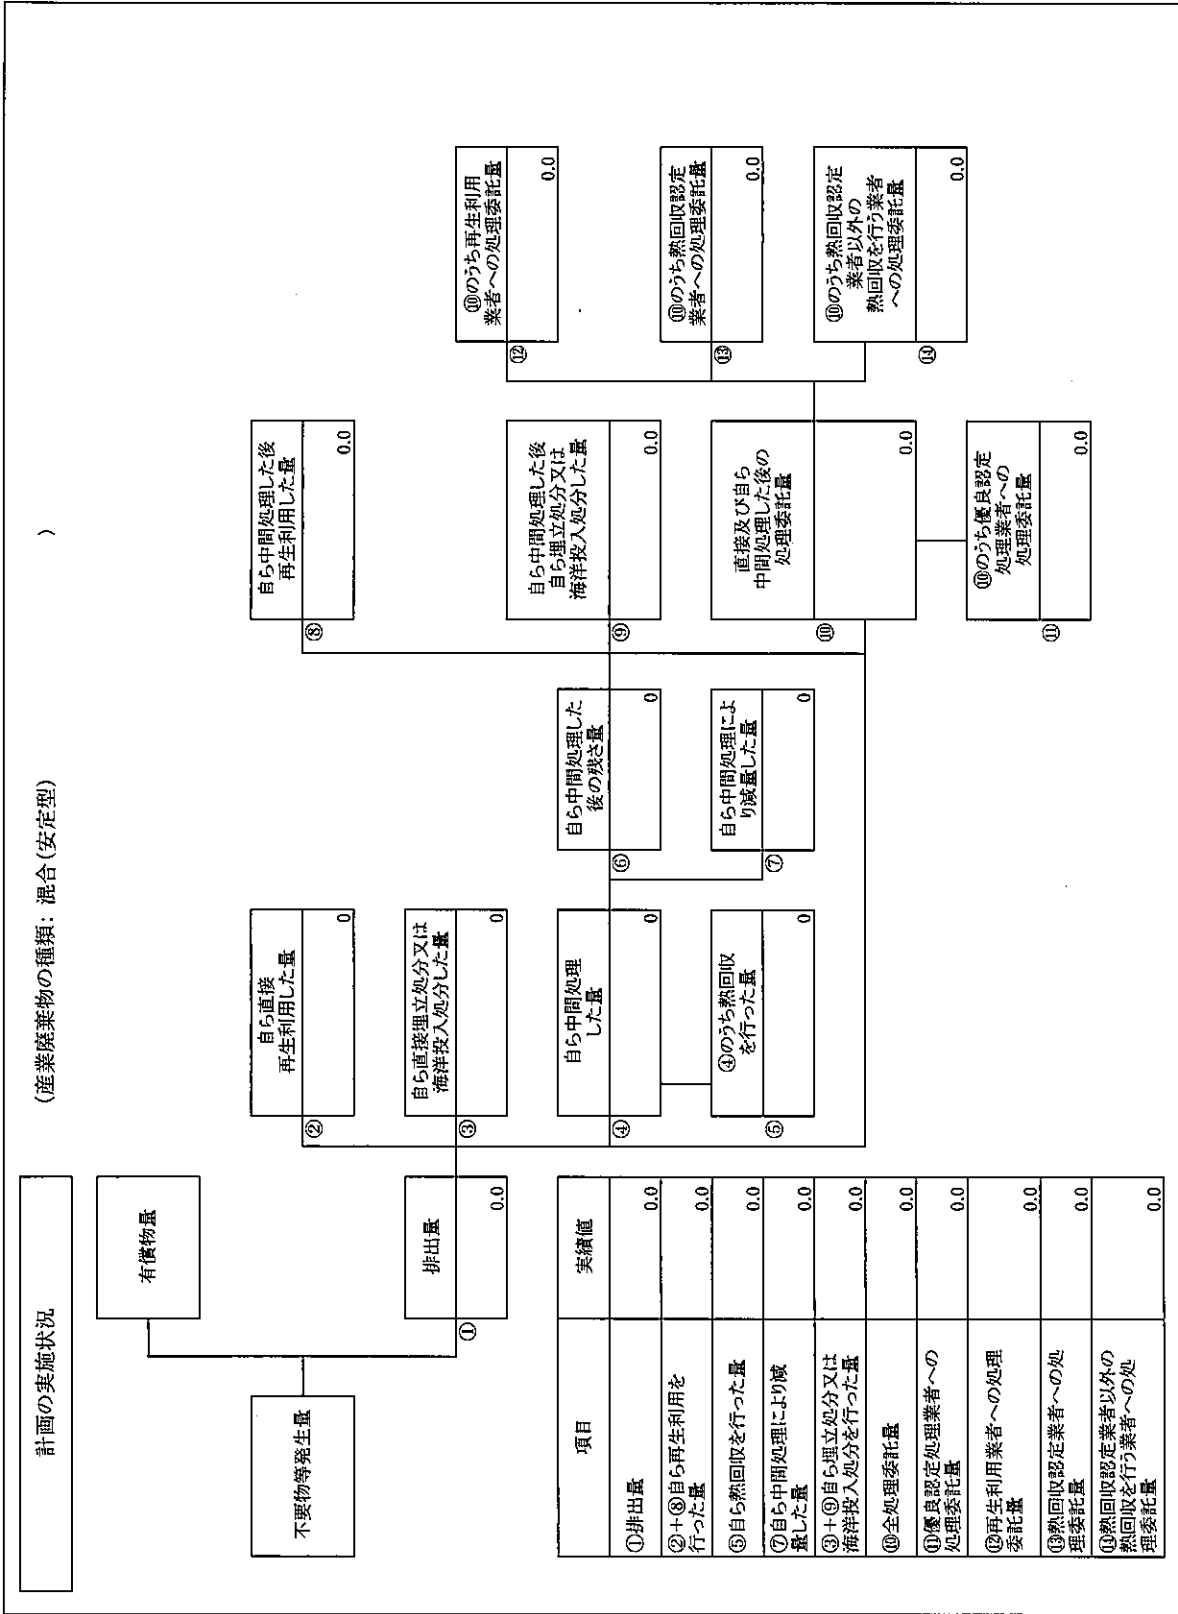 計画の実施状況
(産業廃棄物の種類: 混合(安定型)
)
不要物等発生量
有償物量
①
排出量
0.0
②
自ら直接
再生利用した量
0
③
自ら直接埋立処分又は
海洋投入処分した量
0
④
自ら中間処理
した量
0
⑤
④のうち熱回収
を行った量
0
⑥
自ら中間処理した
後の残さ量
0
⑦
自ら中間処理によ
り減量した量
0
⑧
自ら中間処理した後
再生利用した量
0.0
⑨
自ら中間処理した後
自ら埋立処分又は
海洋投入処分した量
0.0
⑩
直接及び自ら
中間処理した後の
処理委託量
0.0
⑪
⑩のうち優良認定
処理業者への
処理委託量
0.0
⑫
⑩のうち再生利用
業者への処理委託量
0.0
⑬
⑩のうち熱回収認定
業者への処理委託量
0.0
⑭
⑩のうち熱回収認定
業者以外の
熱回収を行う業者
への処理委託量
0.0
項目
実績値
①排出量
0.0
②+⑧自ら再生利用を
行った量
0.0
⑤自ら熱回収を行った量
0.0
⑦自ら中間処理により減
量した量
0.0
③+⑨自ら埋立処分又は
海洋投入処分を行った量
0.0
⑩全処理委託量
0.0
⑪優良認定処理業者への
処理委託量
0.0
⑫再生利用業者への処理
委託量
0.0
⑬熱回収認定業者への処
理委託量
0.0
⑭熱回収認定業者以外の
熱回収を行う業者への処
理委託量
0.0